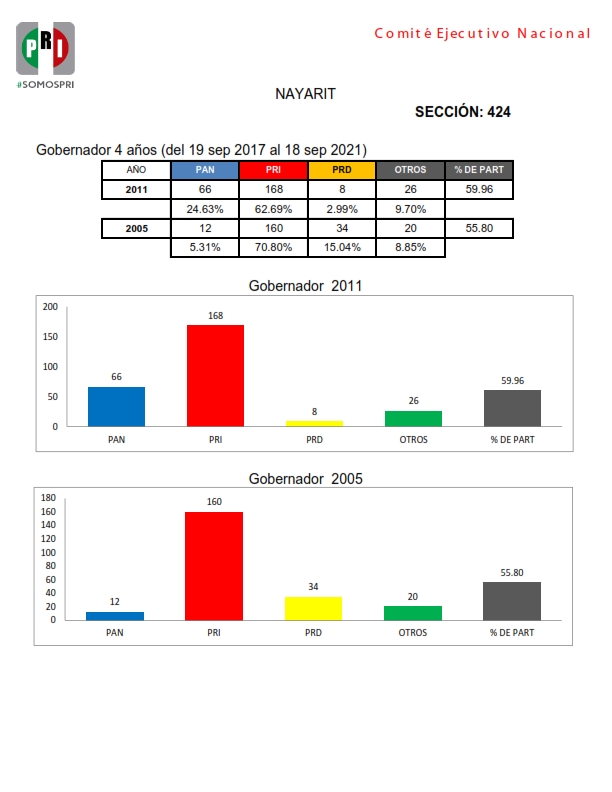 Comité Ejecutivo Nacional
PRI
#SOMOSPRI
NAYARIT
SECCIÓN: 424
Gobernador 4 años (del 19 sep 2017 al 18 sep 2021)
AÑO PAN PRI PRD OTROS % DE PART
2011 66 168 8 26 59.96
24.63% 62.69% 2.99% 9.70%
2005 12 160 34 20 55.80
5.31% 70.80% 15.04% 8.85%
Gobernador 2011
200
150
100
50
0
66
168
8
26
59.96
PAN PRI PRD OTROS % DE PART
Gobernador 2005
180
160
140
120
100
80
60
40
20
0
12
160
34
20
55.80
PAN PRI PRD OTROS % DE PART